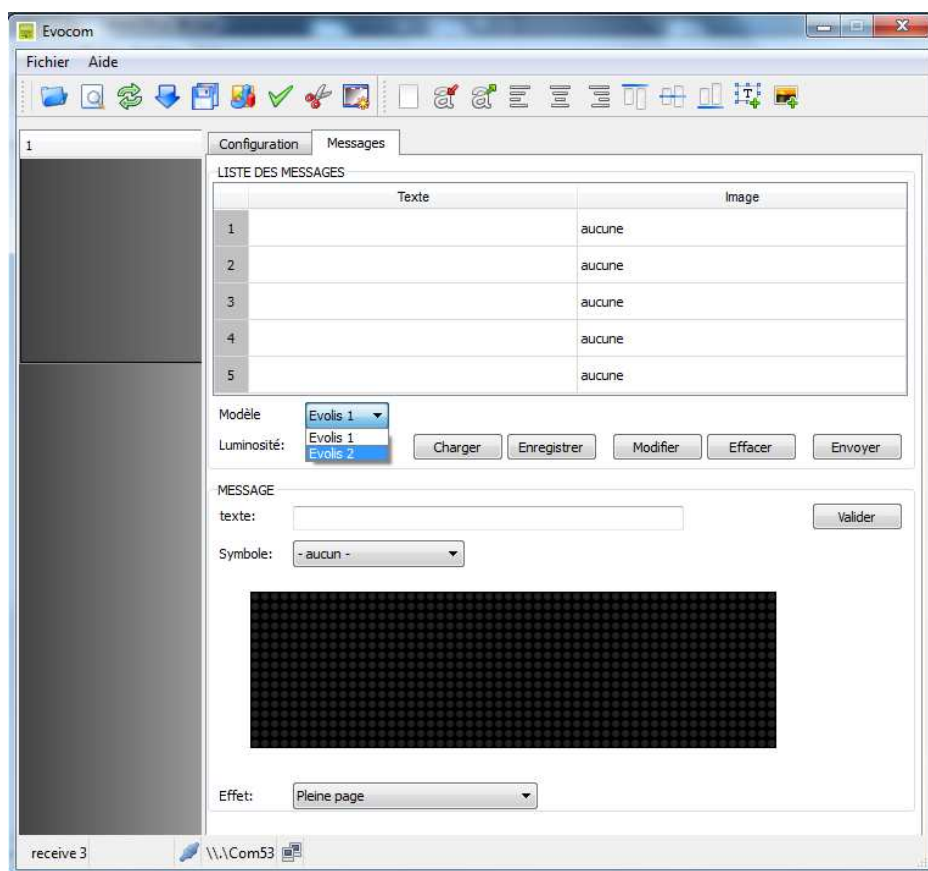 Evocom
Fichier Aide
1
Configuration Messages
LISTE DES MESSAGES
Texte Image
1 aucune
2 aucune
3 aucune
4 aucune
5 aucune
Modèle Evolis 1
Evolis 1
Luminosité: Evolis 2 Charger Enregistrer Modifier Effacer Envoyer
MESSAGE
texte: Valider
Symbole: - aucun -
Effet: Pleine page
receive 3 \\.\Com53